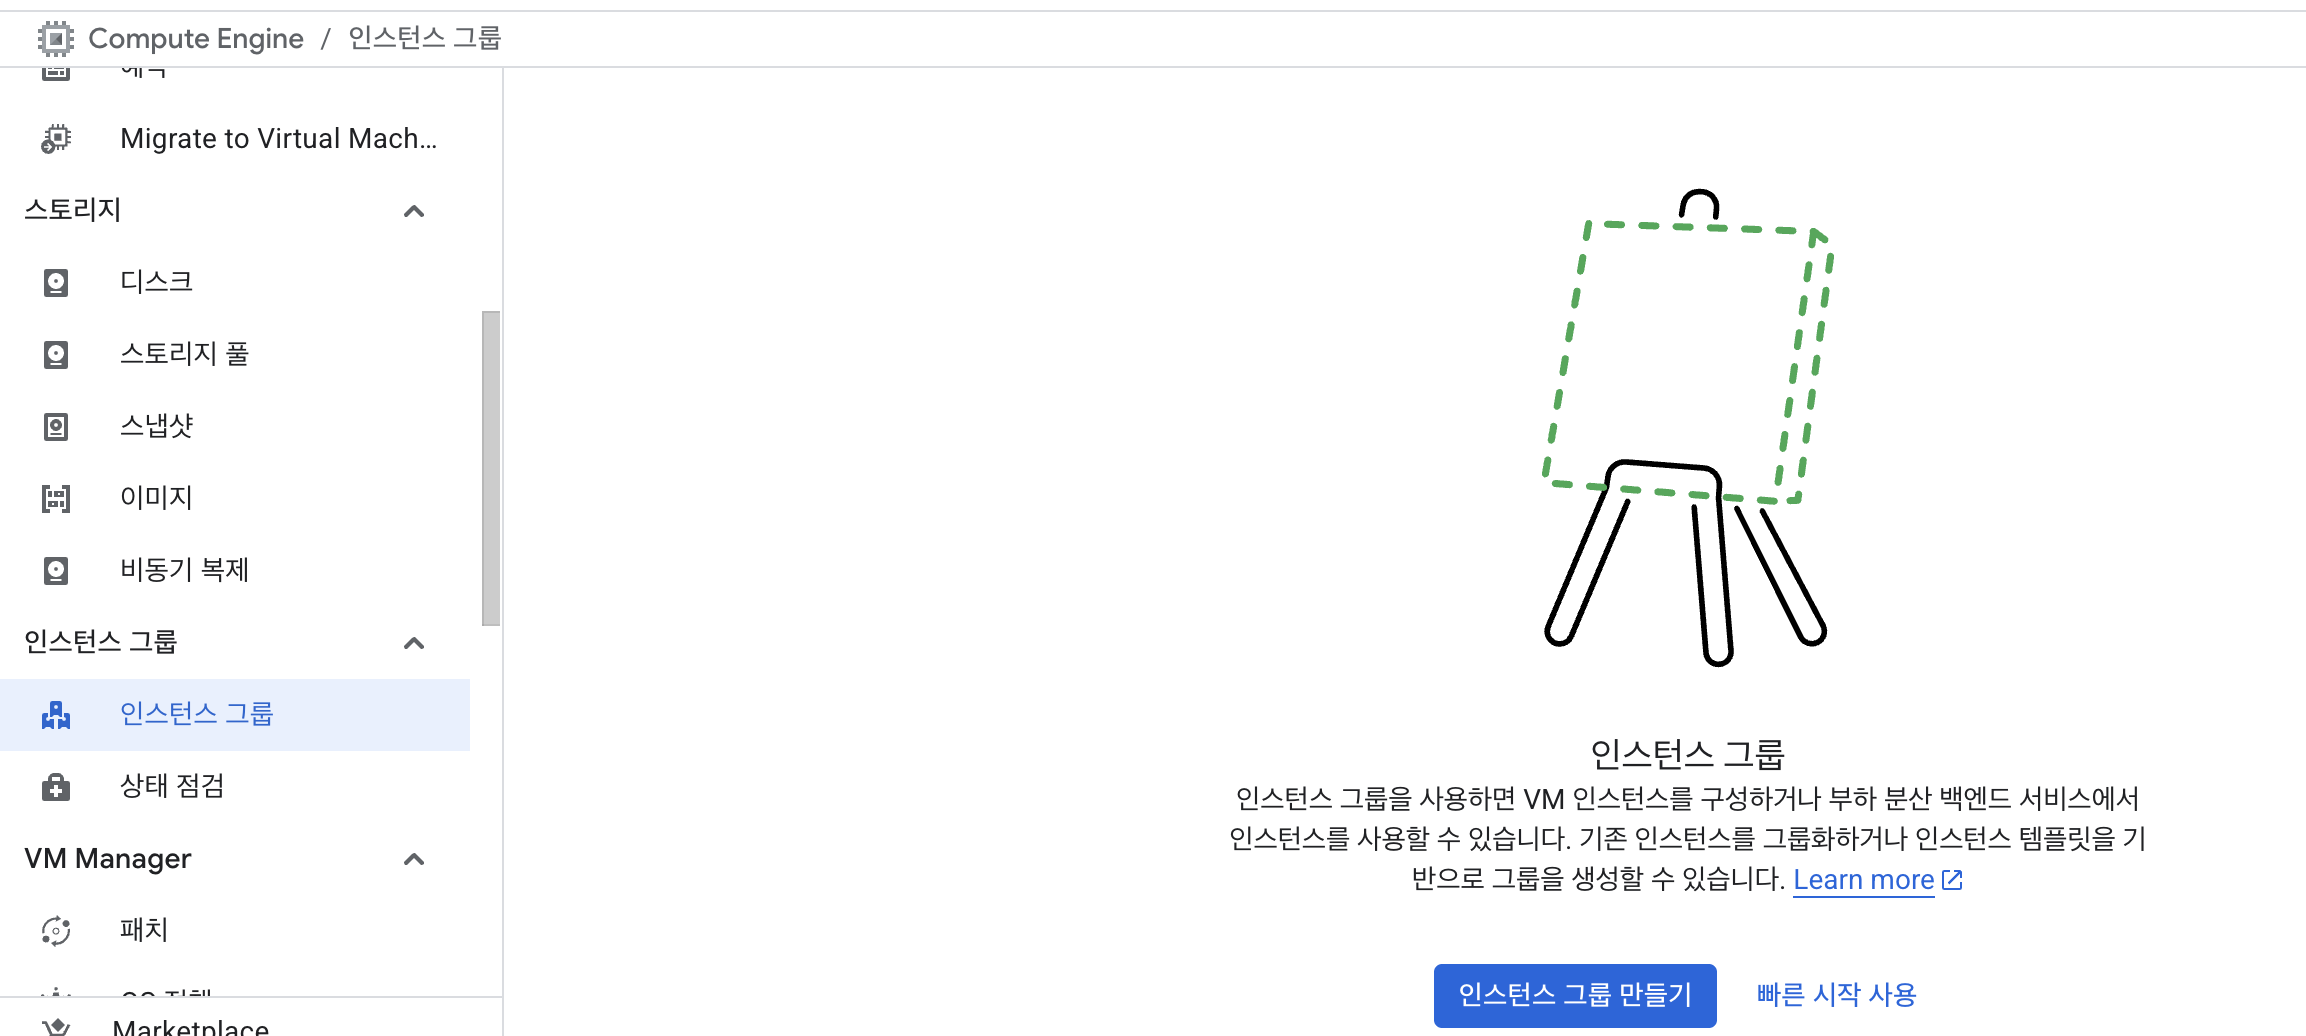 Compute Engine / 인스턴스 그룹
Migrate to Virtual Mach...
스토리지
디스크
스토리지 풀
스냅샷
이미지
비동기 복제
인스턴스 그룹
인스턴스 그룹
상태 점검
VM Manager
패치
Marketplace
인스턴스 그룹
인스턴스 그룹을 사용하면 VM 인스턴스를 구성하거나 부하 분산 백엔드 서비스에서
인스턴스를 사용할 수 있습니다. 기존 인스턴스를 그룹화하거나 인스턴스 템플릿을 기
반으로 그룹을 생성할 수 있습니다. Learn more
인스턴스 그룹 만들기
빠른 시작 사용